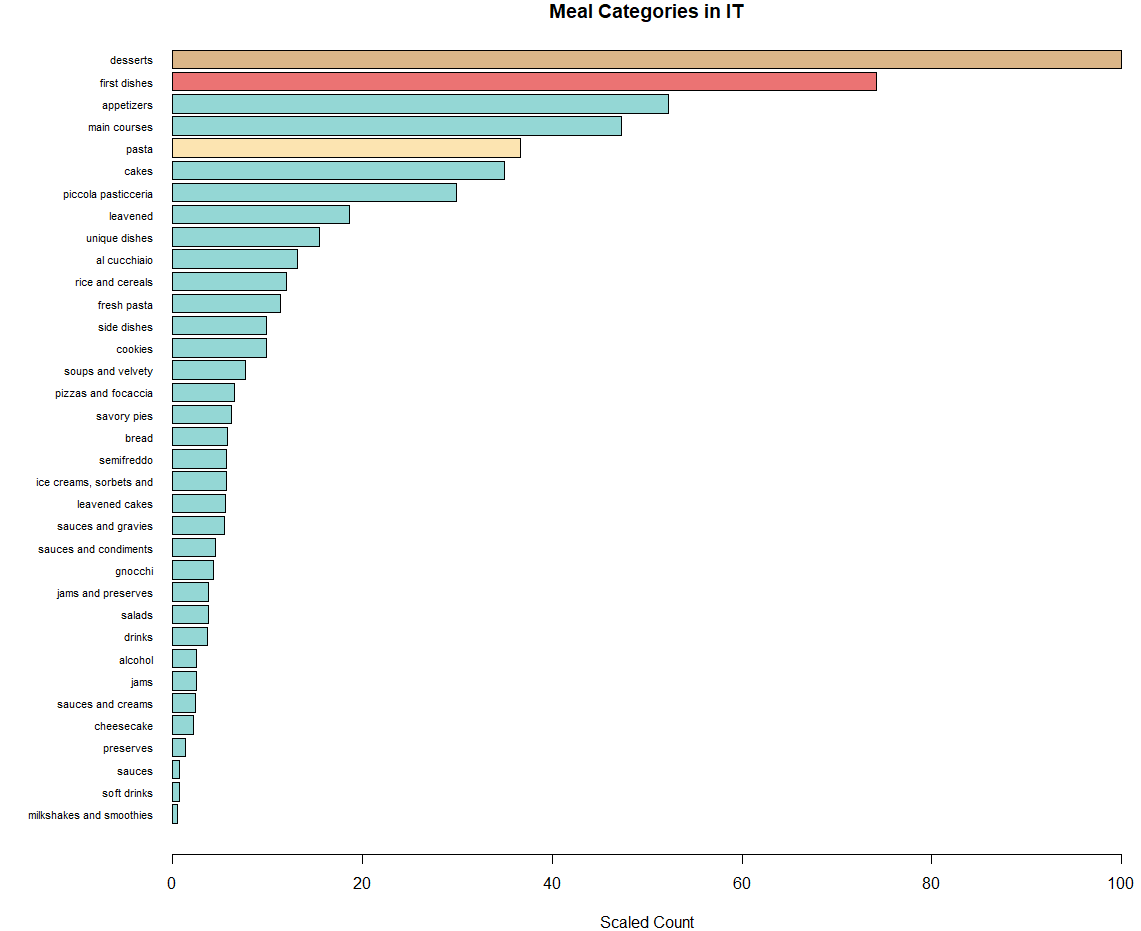 Meal Categories in IT
desserts
first dishes
appetizers
main courses
pasta
cakes
piccola pasticceria
leavened
unique dishes
al cucchiaio
rice and cereals
fresh pasta
side dishes
cookies
soups and velvety
pizzas and focaccia
savory pies
bread
semifreddo
ice creams, sorbets and
leavened cakes
sauces and gravies
sauces and condiments
gnocchi
jams and preserves
salads
drinks
alcohol
jams
sauces and creams
cheesecake
preserves
sauces
soft drinks
milkshakes and smoothies
0 20 40 60 80 100
Scaled Count